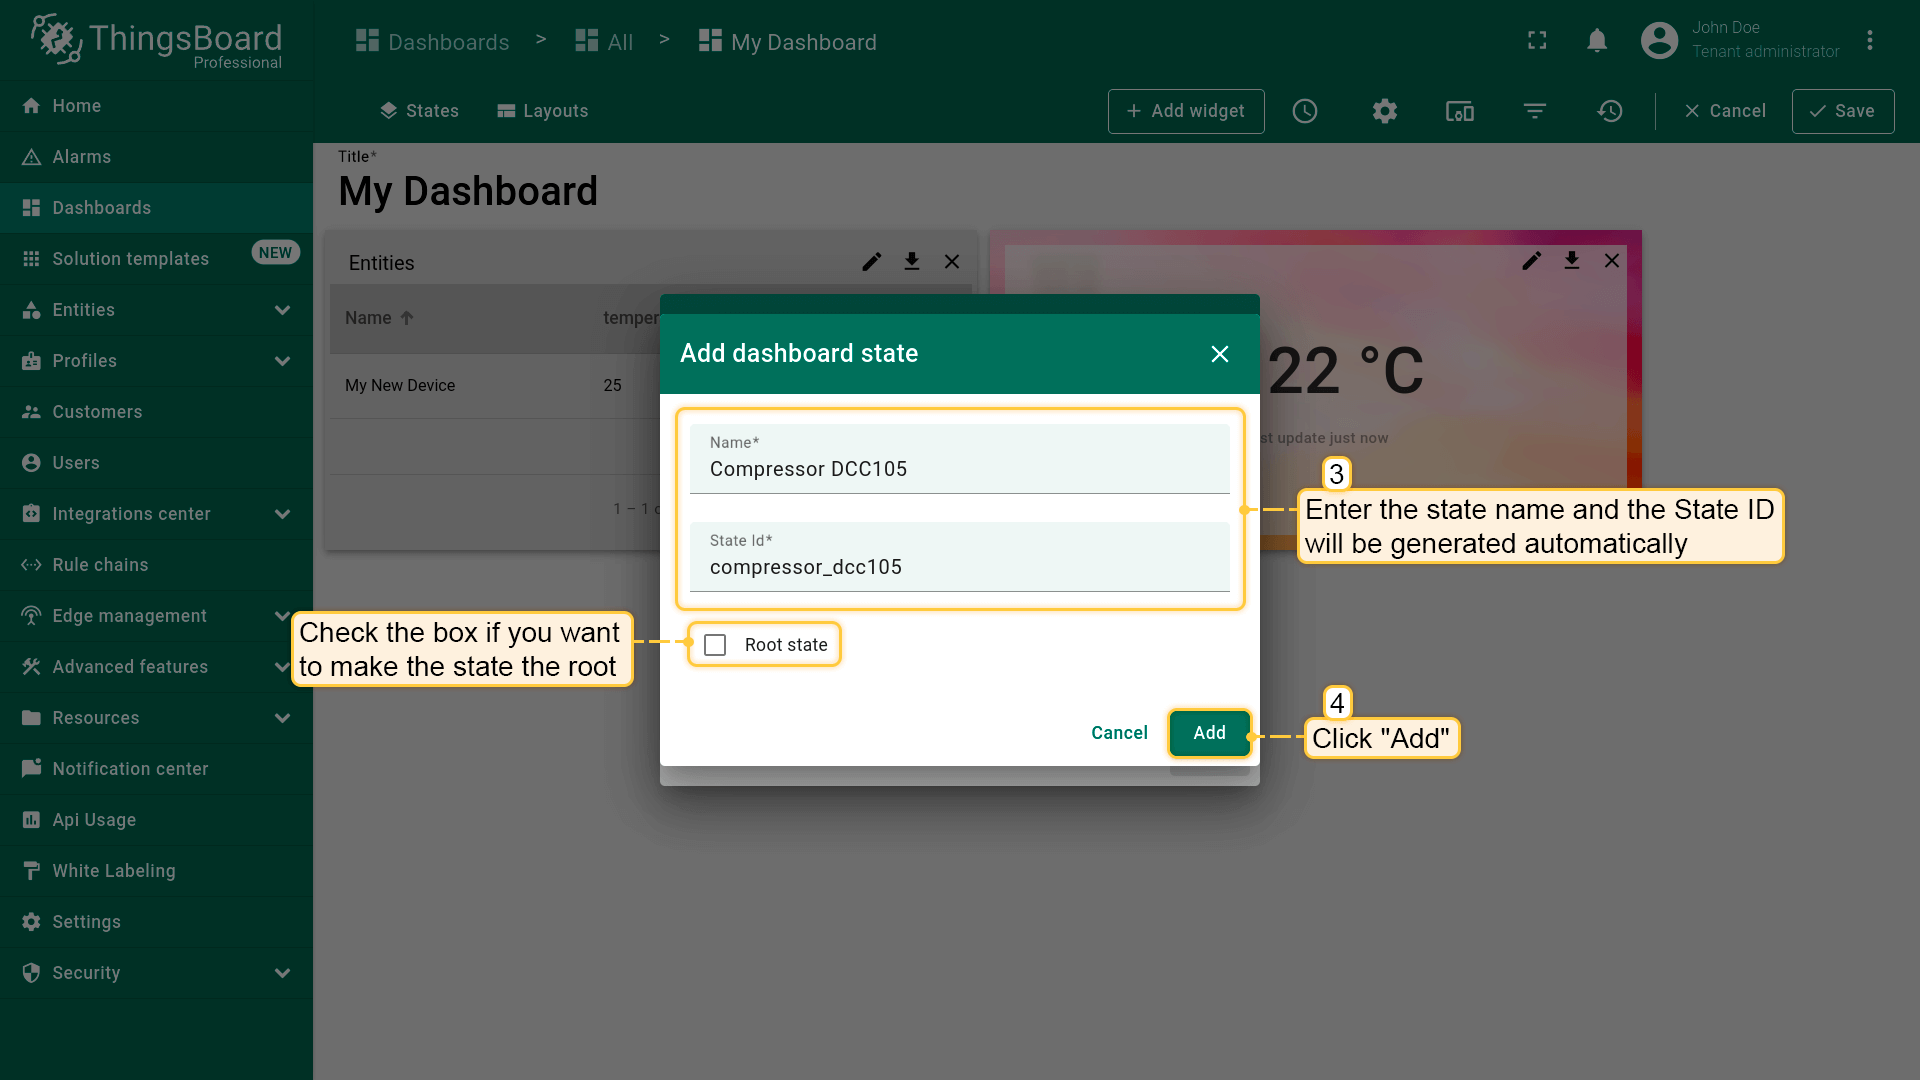 ThingsBoard
Professional
Dashboards > All > My Dashboard
John Doe
Tenant administrator
States Layouts
+ Add widget Cancel Save
Home
Alarms
Dashboards
Solution templates NEW
Entities
Profiles
Customers
Users
Integrations center
Rule chains
Edge management
Advanced features
Resources
Notification center
Api Usage
White Labeling
Settings
Security
Title*
My Dashboard
Entities
Name temper
My New Device 25
1 – 1
22 °C
st update just now
Add dashboard state
Name*
Compressor DCC105
State Id*
compressor_dcc105
3
Enter the state name and the State ID
will be generated automatically
Check the box if you want
to make the state the root
Root state
Cancel Add
4
Click "Add"